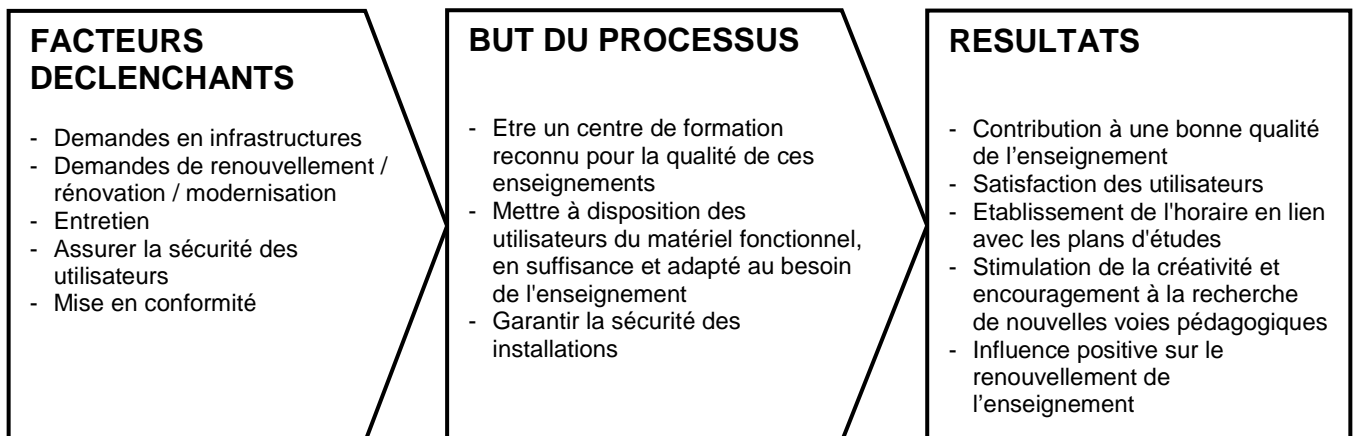 FACTEURS
DECLENCHANTS
- Demandes en infrastructures
- Demandes de renouvellement /
rénovation / modernisation
- Entretien
- Assurer la sécurité des
utilisateurs
- Mise en conformité
BUT DU PROCESSUS
- Etre un centre de formation
reconnu pour la qualité de ces
enseignements
- Mettre à disposition des
utilisateurs du matériel fonctionnel,
en suffisance et adapté au besoin
de l'enseignement
- Garantir la sécurité des
installations
RESULTATS
- Contribution à une bonne qualité
de l’enseignement
- Satisfaction des utilisateurs
- Etablissement de l'horaire en lien
avec les plans d'études
- Stimulation de la créativité et
encouragement à la recherche
de nouvelles voies pédagogiques
- Influence positive sur le
renouvellement de
l’enseignement